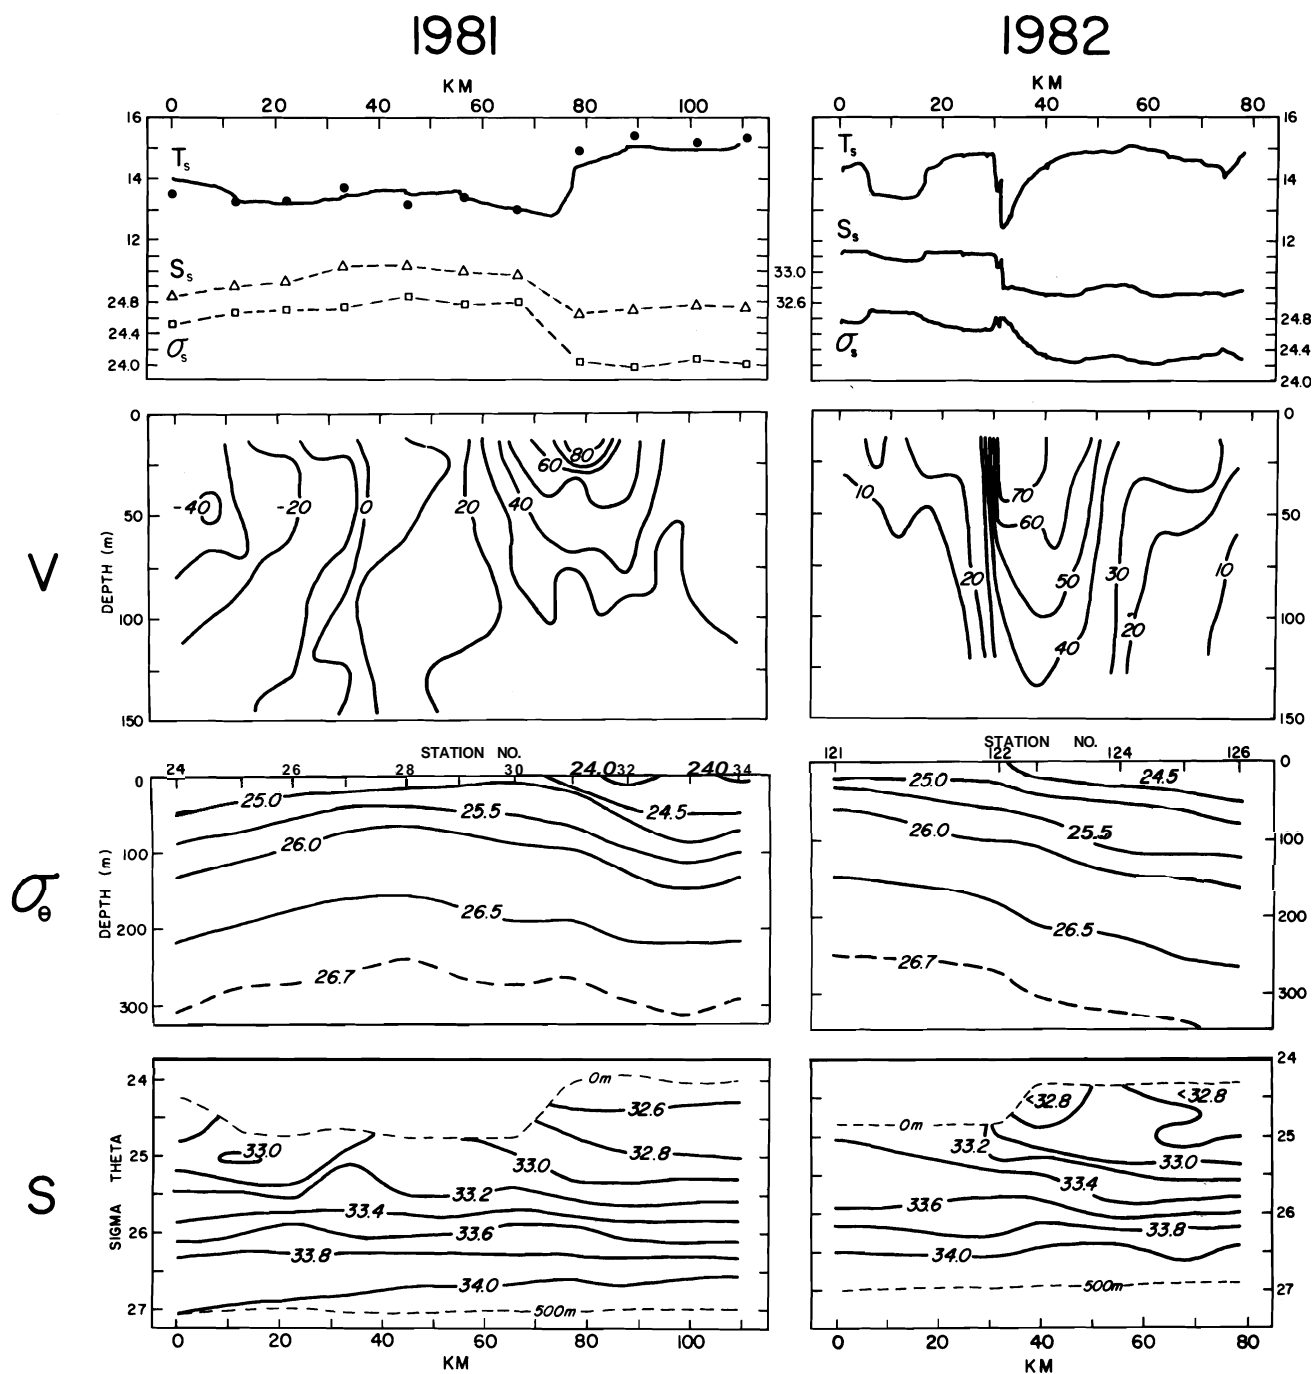 1981 1982
KM KM
0 20 40 60 80 100 0 20 40 60 80
16 16
Ts Ts
14 14
12 Ss 12
Ss 33.0
24.8 32.6 24.8
24.4 σs 24.4
σs
24.0 24.0
0 0
60 80
-40 -20 0 20 40 10 70
50 60 50
V DEPTH (m) 20 50 30 10
100 100
20
40
150 150
STATION NO. STATION NO.
24 26 28 30 24.0 32 24.0 34 121 122 124 126
0 25.0 24.5 0
25.0 25.5 24.5
26.0 26.0 25.5
100 100
σθ DEPTH (m) 26.5
200 26.5 200
26.7 26.7
300 300
24 0m 24
32.6 <32.8 <32.8
0m
33.0 32.8 33.2
25 33.0 33.0 25
S SIGMA THETA 33.2 33.4
33.4 33.6
26 33.6 33.8 26
33.8 34.0
34.0
27 500m 500m 27
0 20 40 60 80 100 0 20 40 60 80
KM KM